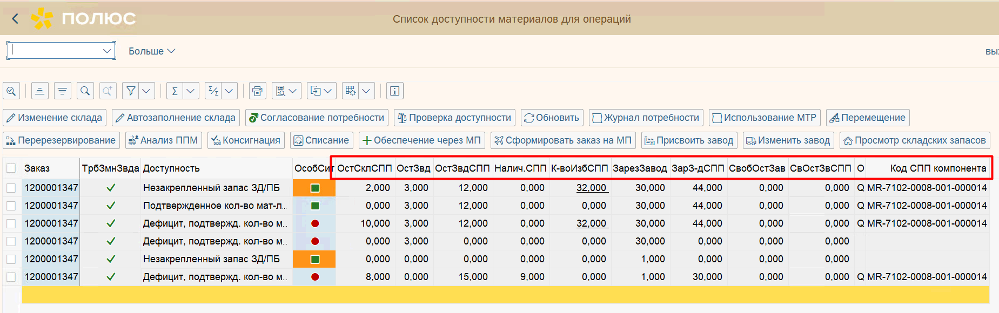 ПОЛЮС
Список доступности материалов для операций
Больше
вы
Изменение склада Автозаполнение склада Согласование потребности Проверка доступности Обновить Журнал потребности Использование МТР Перемещение
Перерезервирование Анализ ППМ Консигнация Списание Обеспечение через МП Сформировать заказ на МП Присвоить завод Изменить завод Просмотр складских запасов
Заказ ТрбЗмнЗвда Доступность ОсобСит ОстСклСПП ОстЗвд ОстЗвдСПП Налич.СПП К-воИзбСПП ЗарезЗавод ЗарЗ-дСПП СвобОстЗав СвОстЗвСПП О Код СПП компонента
1200001347 Незакрепленный запас ЗД/ПБ 2,000 3,000 12,000 0,000 32,000 30,000 44,000 0,000 0,000 Q MR-7102-0008-001-000014
1200001347 Подтвержденное кол-во мат-л... 0,000 3,000 12,000 0,000 0,000 30,000 44,000 0,000 0,000 Q MR-7102-0008-001-000014
1200001347 Дефицит, подтвержд. кол-во м... 10,000 3,000 12,000 0,000 32,000 30,000 44,000 0,000 0,000 Q MR-7102-0008-001-000014
1200001347 Дефицит, подтвержд. кол-во м... 0,000 3,000 0,000 0,000 0,000 30,000 0,000 0,000 0,000
1200001347 Незакрепленный запас ЗД/ПБ 0,000 0,000 0,000 0,000 0,000 1,000 0,000 0,000 0,000
1200001347 Дефицит, подтвержд. кол-во м... 8,000 0,000 15,000 9,000 0,000 1,000 30,000 0,000 0,000 Q MR-7102-0008-001-000014